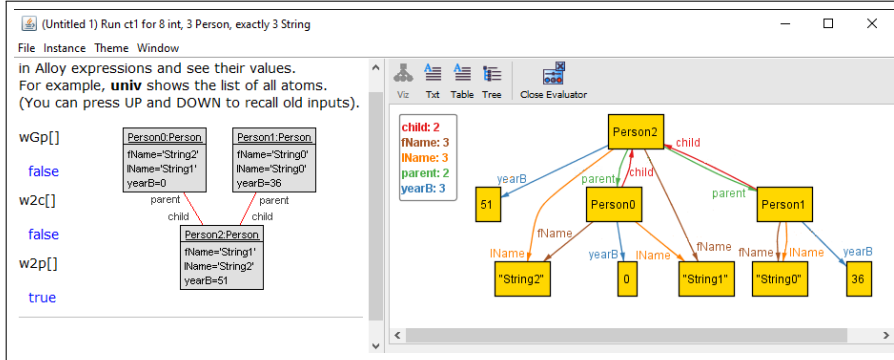 (Untitled 1) Run ct1 for 8 int, 3 Person, exactly 3 String
File Instance Theme Window
in Alloy expressions and see their values.
For example, univ shows the list of all atoms.
(You can press UP and DOWN to recall old inputs).
wGp[]
false
w2c[]
false
w2p[]
true
Person0:Person
fName='String2'
lName='String1'
yearB=0
Person1:Person
fName='String0'
lName='String0'
yearB=36
parent
parent
child
child
Person2:Person
fName='String1'
lName='String2'
yearB=51
Viz Txt Table Tree Close Evaluator
child: 2
fName: 3
lName: 3
parent: 2
yearB: 3
Person2
child
yearB
parent
child
parent
51
Person0
Person1
fName
lName
yearB
lName
fName
fName
lName
yearB
"String2"
0
"String1"
"String0"
36